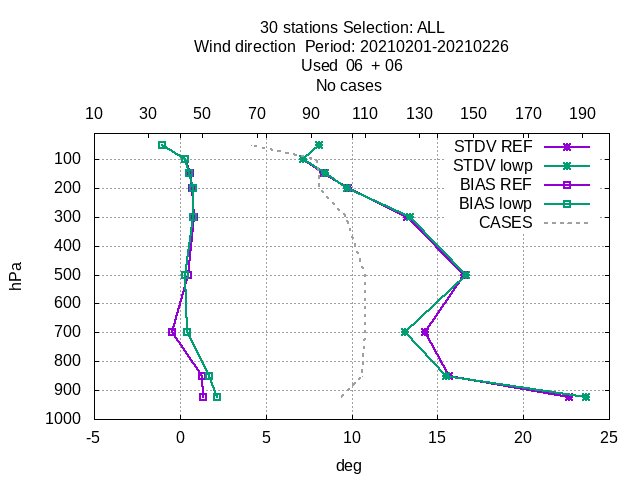 30 stations Selection: ALL
Wind direction  Period: 20210201-20210226
Used  06  + 06
No cases
10 30 50 70 90 110 130 150 170 190
STDV REF
STDV lowp
BIAS REF
BIAS lowp
CASES
hPa
100
200
300
400
500
600
700
800
900
1000
-5 0 5 10 15 20 25
deg